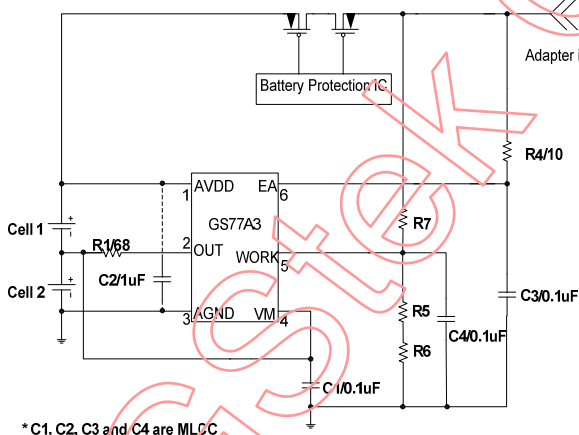 Adapter i
Battery Protection IC
R4/10
AVDD EA
1 6
GS77A3
R7
Cell 1
R1/68
2 OUT
WORK 5
C2/1uF
Cell 2
C3/0.1uF
R5
3 AGND VM 4
C4/0.1uF
R6
C1/0.1uF
* C1, C2, C3 and C4 are MLCC
GStek